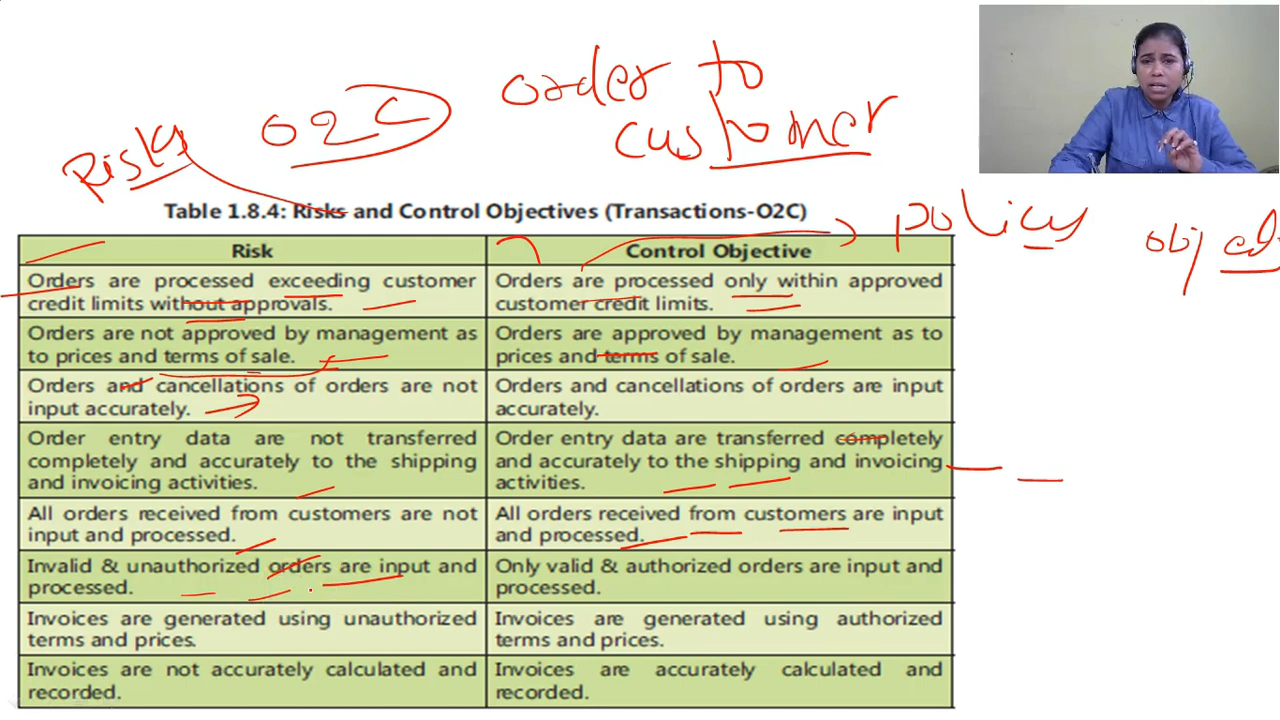 order to
customer
O2C
Risks
Table 1.8.4: Risks and Control Objectives (Transactions-O2C)
policies
Risk
Control Objective
Orders are processed exceeding customer
credit limits without approvals.
Orders are processed only within approved
customer credit limits.
Orders are not approved by management as
to prices and terms of sale.
Orders are approved by management as to
prices and terms of sale.
Orders and cancellations of orders are not
input accurately.
Orders and cancellations of orders are input
accurately.
Order entry data are not transferred
completely and accurately to the shipping
and invoicing activities.
Order entry data are transferred completely
and accurately to the shipping and invoicing
activities.
All orders received from customers are not
input and processed.
All orders received from customers are input
and processed.
Invalid & unauthorized orders are input and
processed.
Only valid & authorized orders are input and
processed.
Invoices are generated using unauthorized
terms and prices.
Invoices are generated using authorized
terms and prices.
Invoices are not accurately calculated and
recorded.
Invoices are accurately calculated and
recorded.